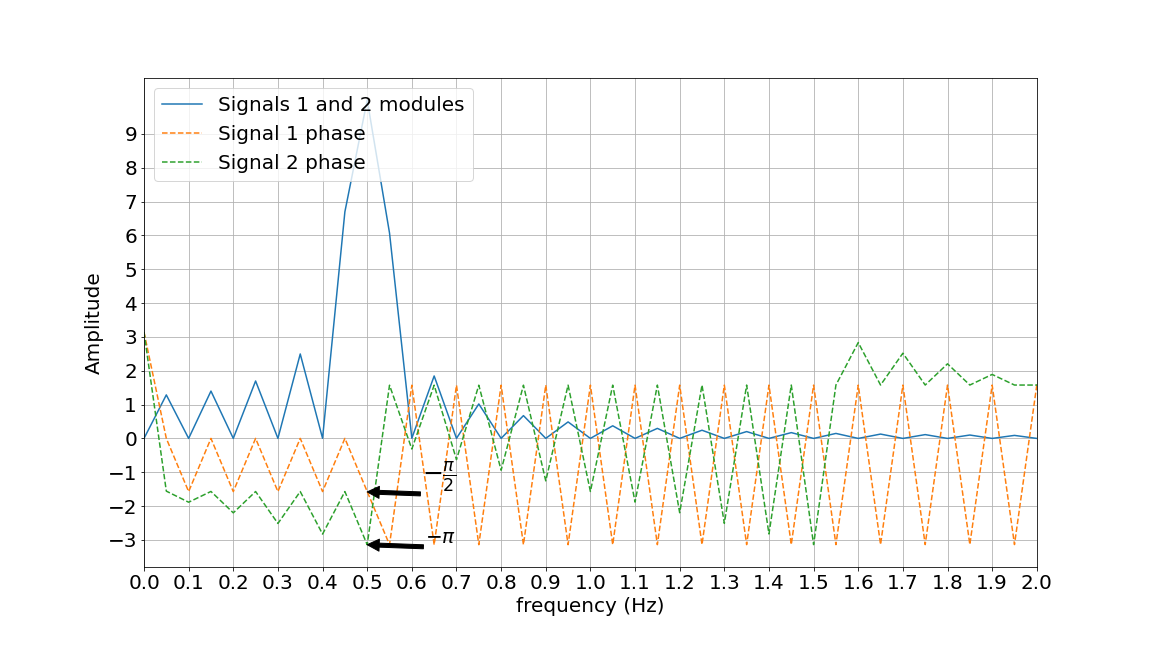 Signals 1 and 2 modules
Signal 1 phase
Signal 2 phase
Amplitude
9
8
7
6
5
4
3
2
1
0
−1
−2
−3
−π/2
−π
0.0 0.1 0.2 0.3 0.4 0.5 0.6 0.7 0.8 0.9 1.0 1.1 1.2 1.3 1.4 1.5 1.6 1.7 1.8 1.9 2.0
frequency (Hz)